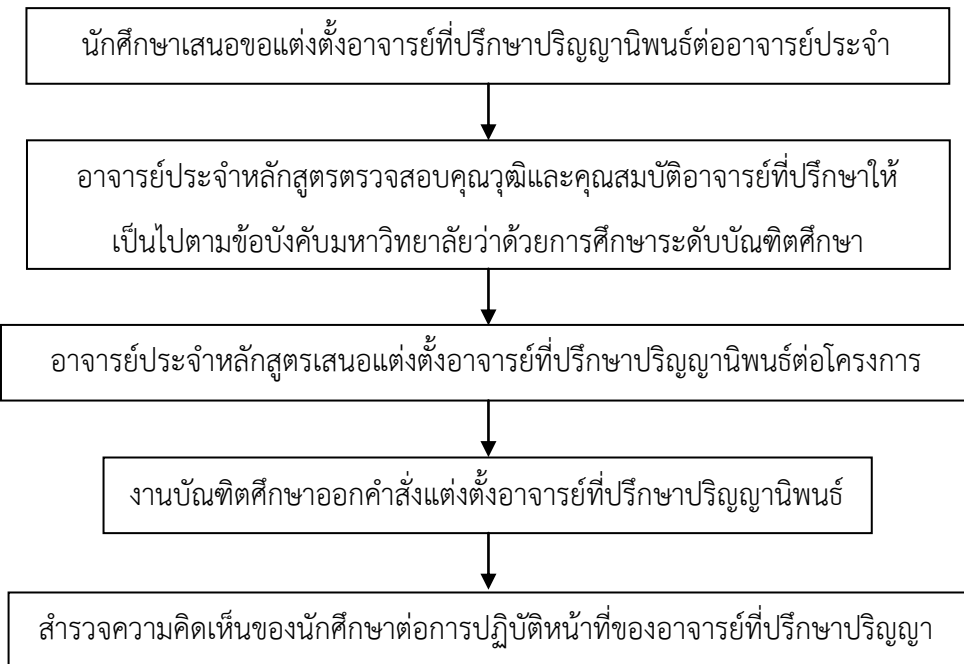 นักศึกษาเสนอขอแต่งตั้งอาจารย์ที่ปรึกษาปริญญานิพนธ์ต่ออาจารย์ประจำ
อาจารย์ประจำหลักสูตรตรวจสอบคุณวุฒิและคุณสมบัติอาจารย์ที่ปรึกษาให้
เป็นไปตามข้อบังคับมหาวิทยาลัยว่าด้วยการศึกษาระดับบัณฑิตศึกษา
อาจารย์ประจำหลักสูตรเสนอแต่งตั้งอาจารย์ที่ปรึกษาปริญญานิพนธ์ต่อโครงการ
งานบัณฑิตศึกษาออกคำสั่งแต่งตั้งอาจารย์ที่ปรึกษาปริญญานิพนธ์
สำรวจความคิดเห็นของนักศึกษาต่อการปฏิบัติหน้าที่ของอาจารย์ที่ปรึกษาปริญญา